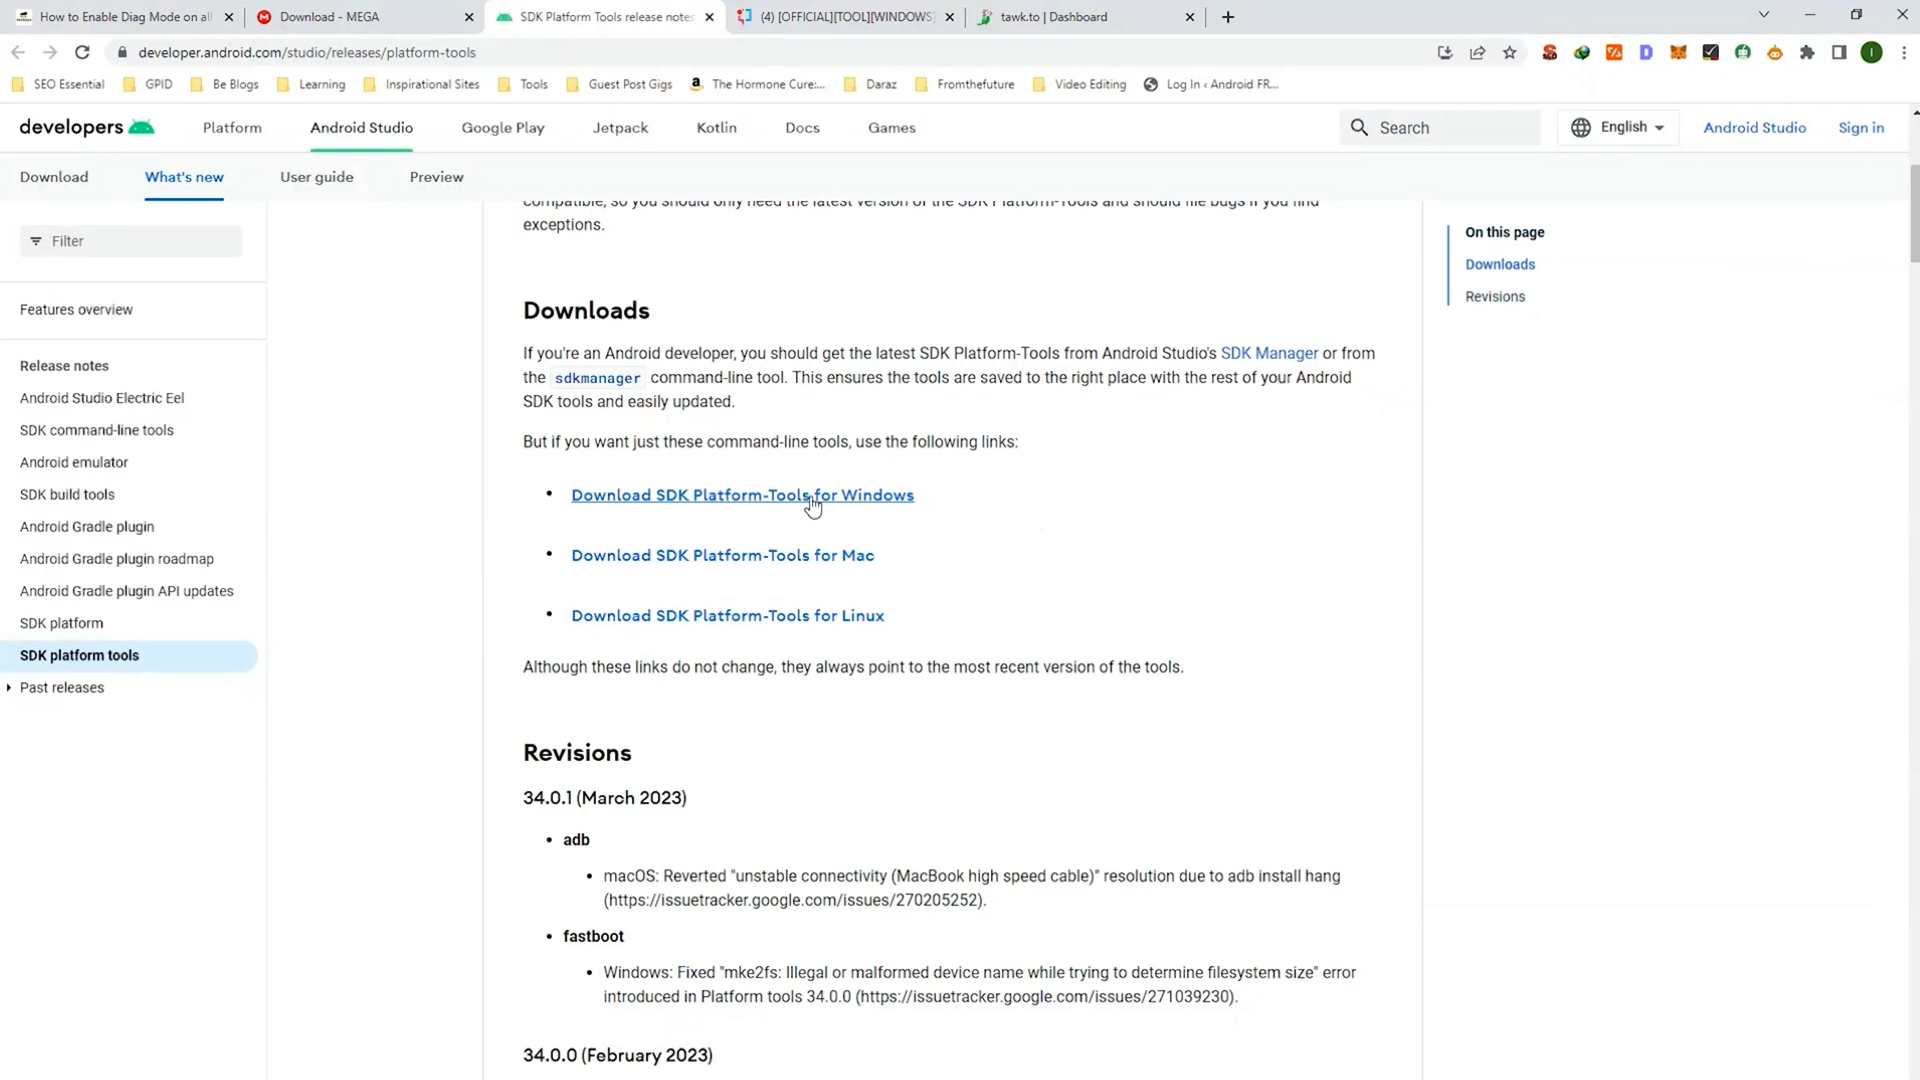 How to Enable Diag Mode on all
Download - MEGA
SDK Platform Tools release notes
(4) [OFFICIAL][TOOL][WINDOWS]
tawk.to | Dashboard
developer.android.com/studio/releases/platform-tools
SEO Essential
GPID
Be Blogs
Learning
Inspirational Sites
Tools
Guest Post Gigs
The Hormone Cure:...
Daraz
Fromthefuture
Video Editing
Log In ‹ Android FR...
developers
Platform
Android Studio
Google Play
Jetpack
Kotlin
Docs
Games
Search
English
Android Studio
Sign in
Download
What's new
User guide
Preview
compatible, so you should only need the latest version of the SDK Platform-Tools and should file bugs if you find
exceptions.
Filter
Features overview
Release notes
Android Studio Electric Eel
SDK command-line tools
Android emulator
SDK build tools
Android Gradle plugin
Android Gradle plugin roadmap
Android Gradle plugin API updates
SDK platform
SDK platform tools
Past releases
Downloads
If you're an Android developer, you should get the latest SDK Platform-Tools from Android Studio's SDK Manager or from
the sdkmanager command-line tool. This ensures the tools are saved to the right place with the rest of your Android
SDK tools and easily updated.
But if you want just these command-line tools, use the following links:
• Download SDK Platform-Tools for Windows
• Download SDK Platform-Tools for Mac
• Download SDK Platform-Tools for Linux
Although these links do not change, they always point to the most recent version of the tools.
Revisions
34.0.1 (March 2023)
• adb
• macOS: Reverted "unstable connectivity (MacBook high speed cable)" resolution due to adb install hang
(https://issuetracker.google.com/issues/270205252).
• fastboot
• Windows: Fixed "mke2fs: Illegal or malformed device name while trying to determine filesystem size" error
introduced in Platform tools 34.0.0 (https://issuetracker.google.com/issues/271039230).
34.0.0 (February 2023)
On this page
Downloads
Revisions